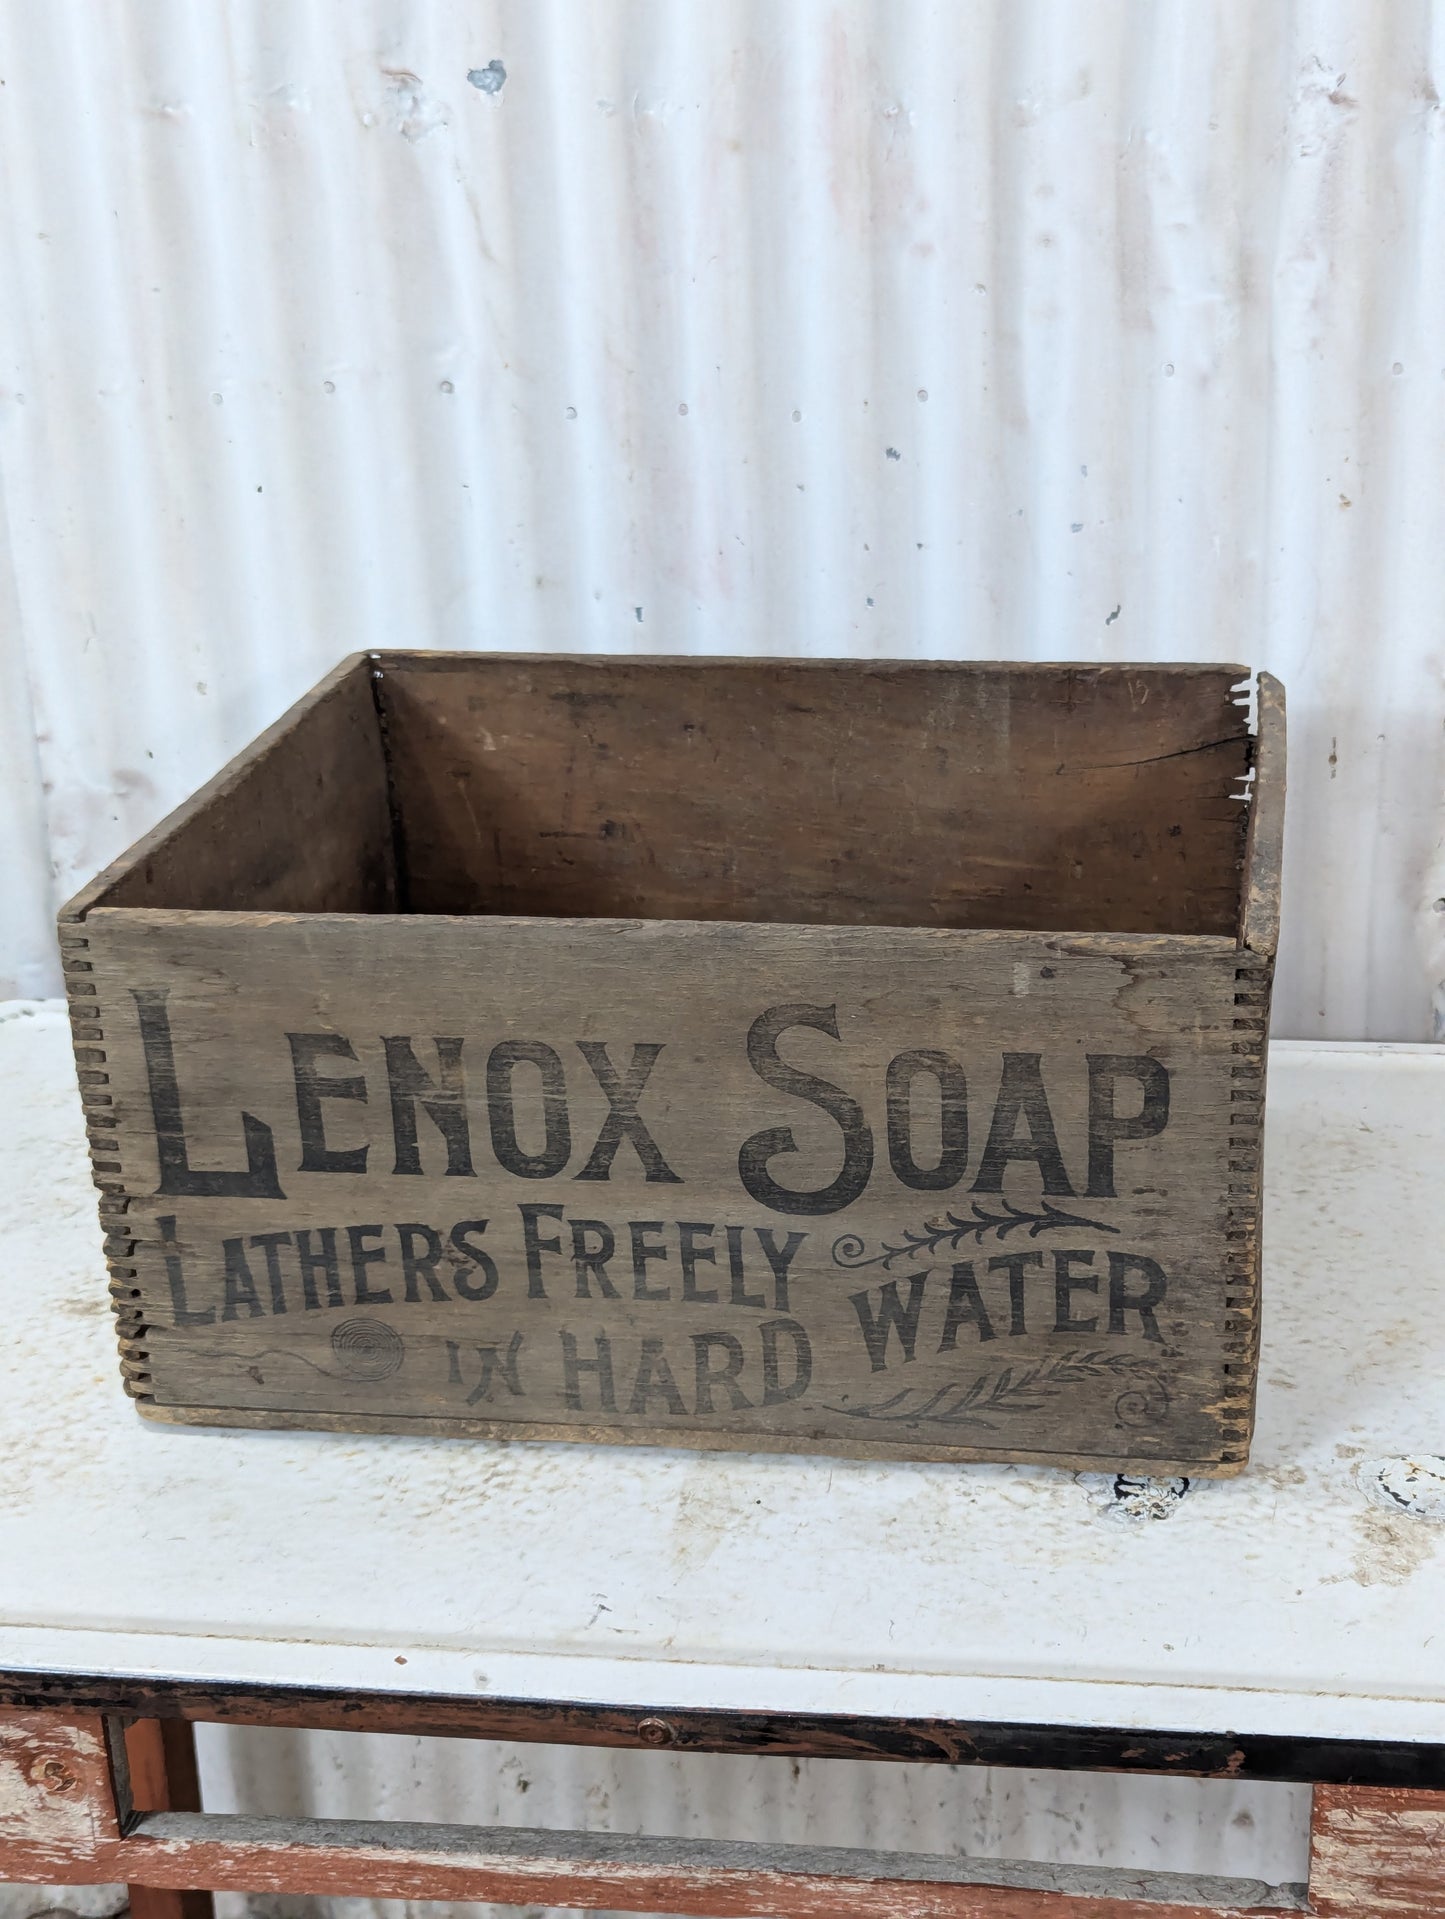 LENOX SOAP
LATHERS FREELY
IN HARD WATER